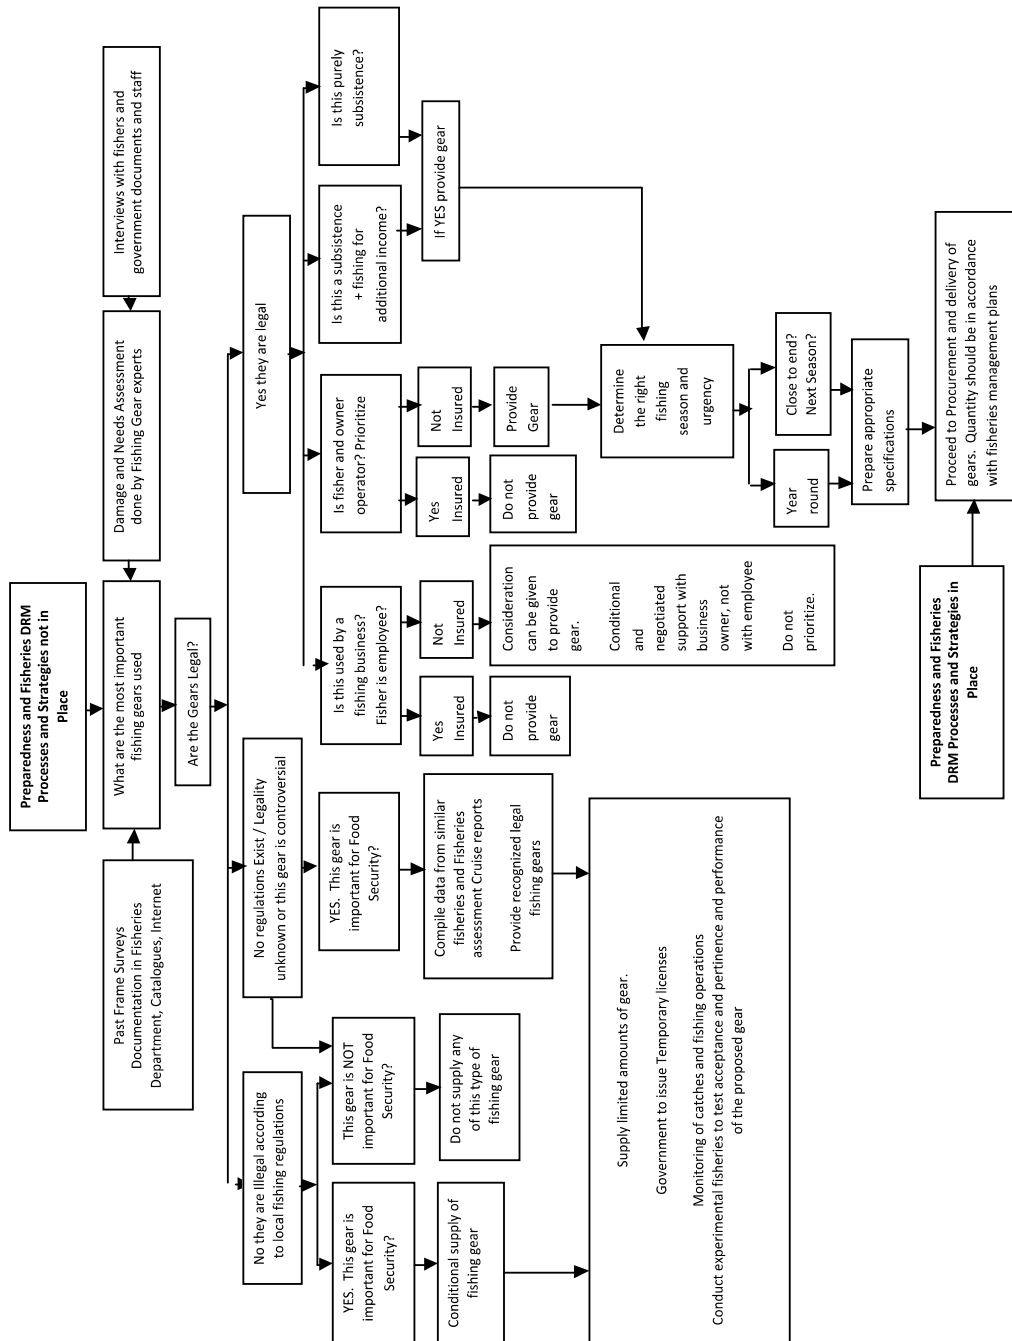 Preparedness and Fisheries DRM
Processes and Strategies not in
Place
Past Frame Surveys
Documentation in Fisheries
Department, Catalogues, Internet
What are the most important
fishing gears used
Damage and Needs Assessment
done by Fishing Gear experts
Interviews with fishers and
government documents and staff
Are the Gears Legal?
No they are Illegal according
to local fishing regulations
No regulations Exist / Legality
unknown or this gear is controversial
Yes they are legal
YES.  This gear is
important for Food
Security?
This gear is NOT
important for Food
Security?
YES.  This gear is
important for Food
Security?
Is this used by a
fishing business?
Fisher is employee?
Is fisher and owner
operator? Prioritize
Is this a subsistence
+ fishing for
additional income?
Is this purely
subsistence?
Conditional supply of
fishing gear
Do not supply any
of this type of
fishing gear
Compile data from similar
fisheries and Fisheries
assessment Cruise reports
Provide recognized legal
fishing gears
Yes
Insured
Not
Insured
Yes
Insured
Not
Insured
If YES provide gear
Do not
provide
gear
Consideration
can be given
to provide
gear.
Conditional
and
negotiated
support with
business
owner, not
with employee
Do not
prioritize.
Do not
provide
gear
Provide
Gear
Supply limited amounts of gear.
Government to issue Temporary licenses
Monitoring of catches and fishing operations
Conduct experimental fisheries to test acceptance and pertinence and performance
of the proposed gear
Determine
the right
fishing
season and
urgency
Year
round
Close to end?
Next Season?
Prepare appropriate
specifications
Preparedness and Fisheries
DRM Processes and Strategies in
Place
Proceed to Procurement and delivery of
gears.  Quantity should be in accordance
with fisheries management plans